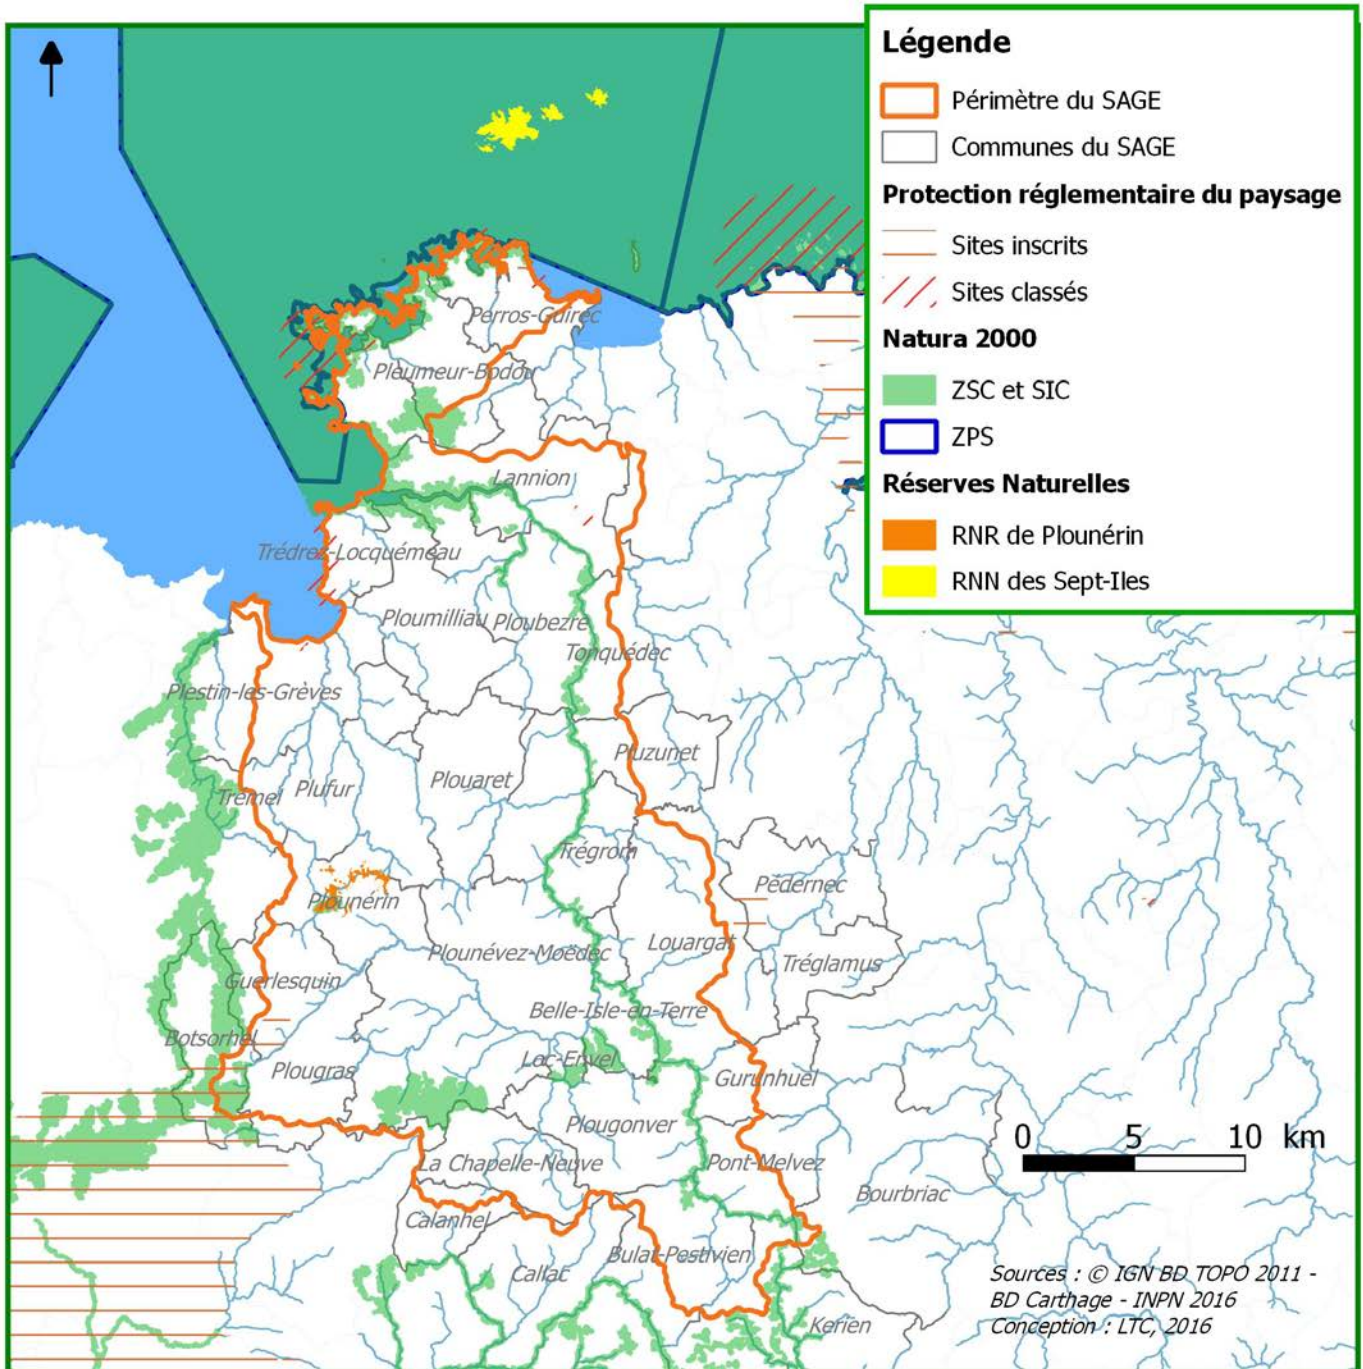 Légende
Périmètre du SAGE
Communes du SAGE
Protection réglementaire du paysage
Sites inscrits
Sites classés
Natura 2000
ZSC et SIC
ZPS
Réserves Naturelles
RNR de Plounérin
RNN des Sept-Iles
Perros-Guirec
Pleumeur-Bodou
Lannion
Trédrez-Locquémeau
Ploumilliau
Ploubezre
Tonquédec
Plestin-les-Grèves
Pluzunet
Plouaret
Plufur
Trémel
Trégrom
Pédernec
Plounérin
Louargat
Plounévez-Moëdec
Tréglamus
Guerlesquin
Belle-Isle-en-Terre
Botsorhel
Loc-Envel
Plougras
Gurunhuel
Plougonver
0 5 10 km
La Chapelle-Neuve
Pont-Melvez
Bourbriac
Calanhel
Bulat-Pestivien
Callac
Kerien
Sources : © IGN BD TOPO 2011 -
BD Carthage - INPN 2016
Conception : LTC, 2016